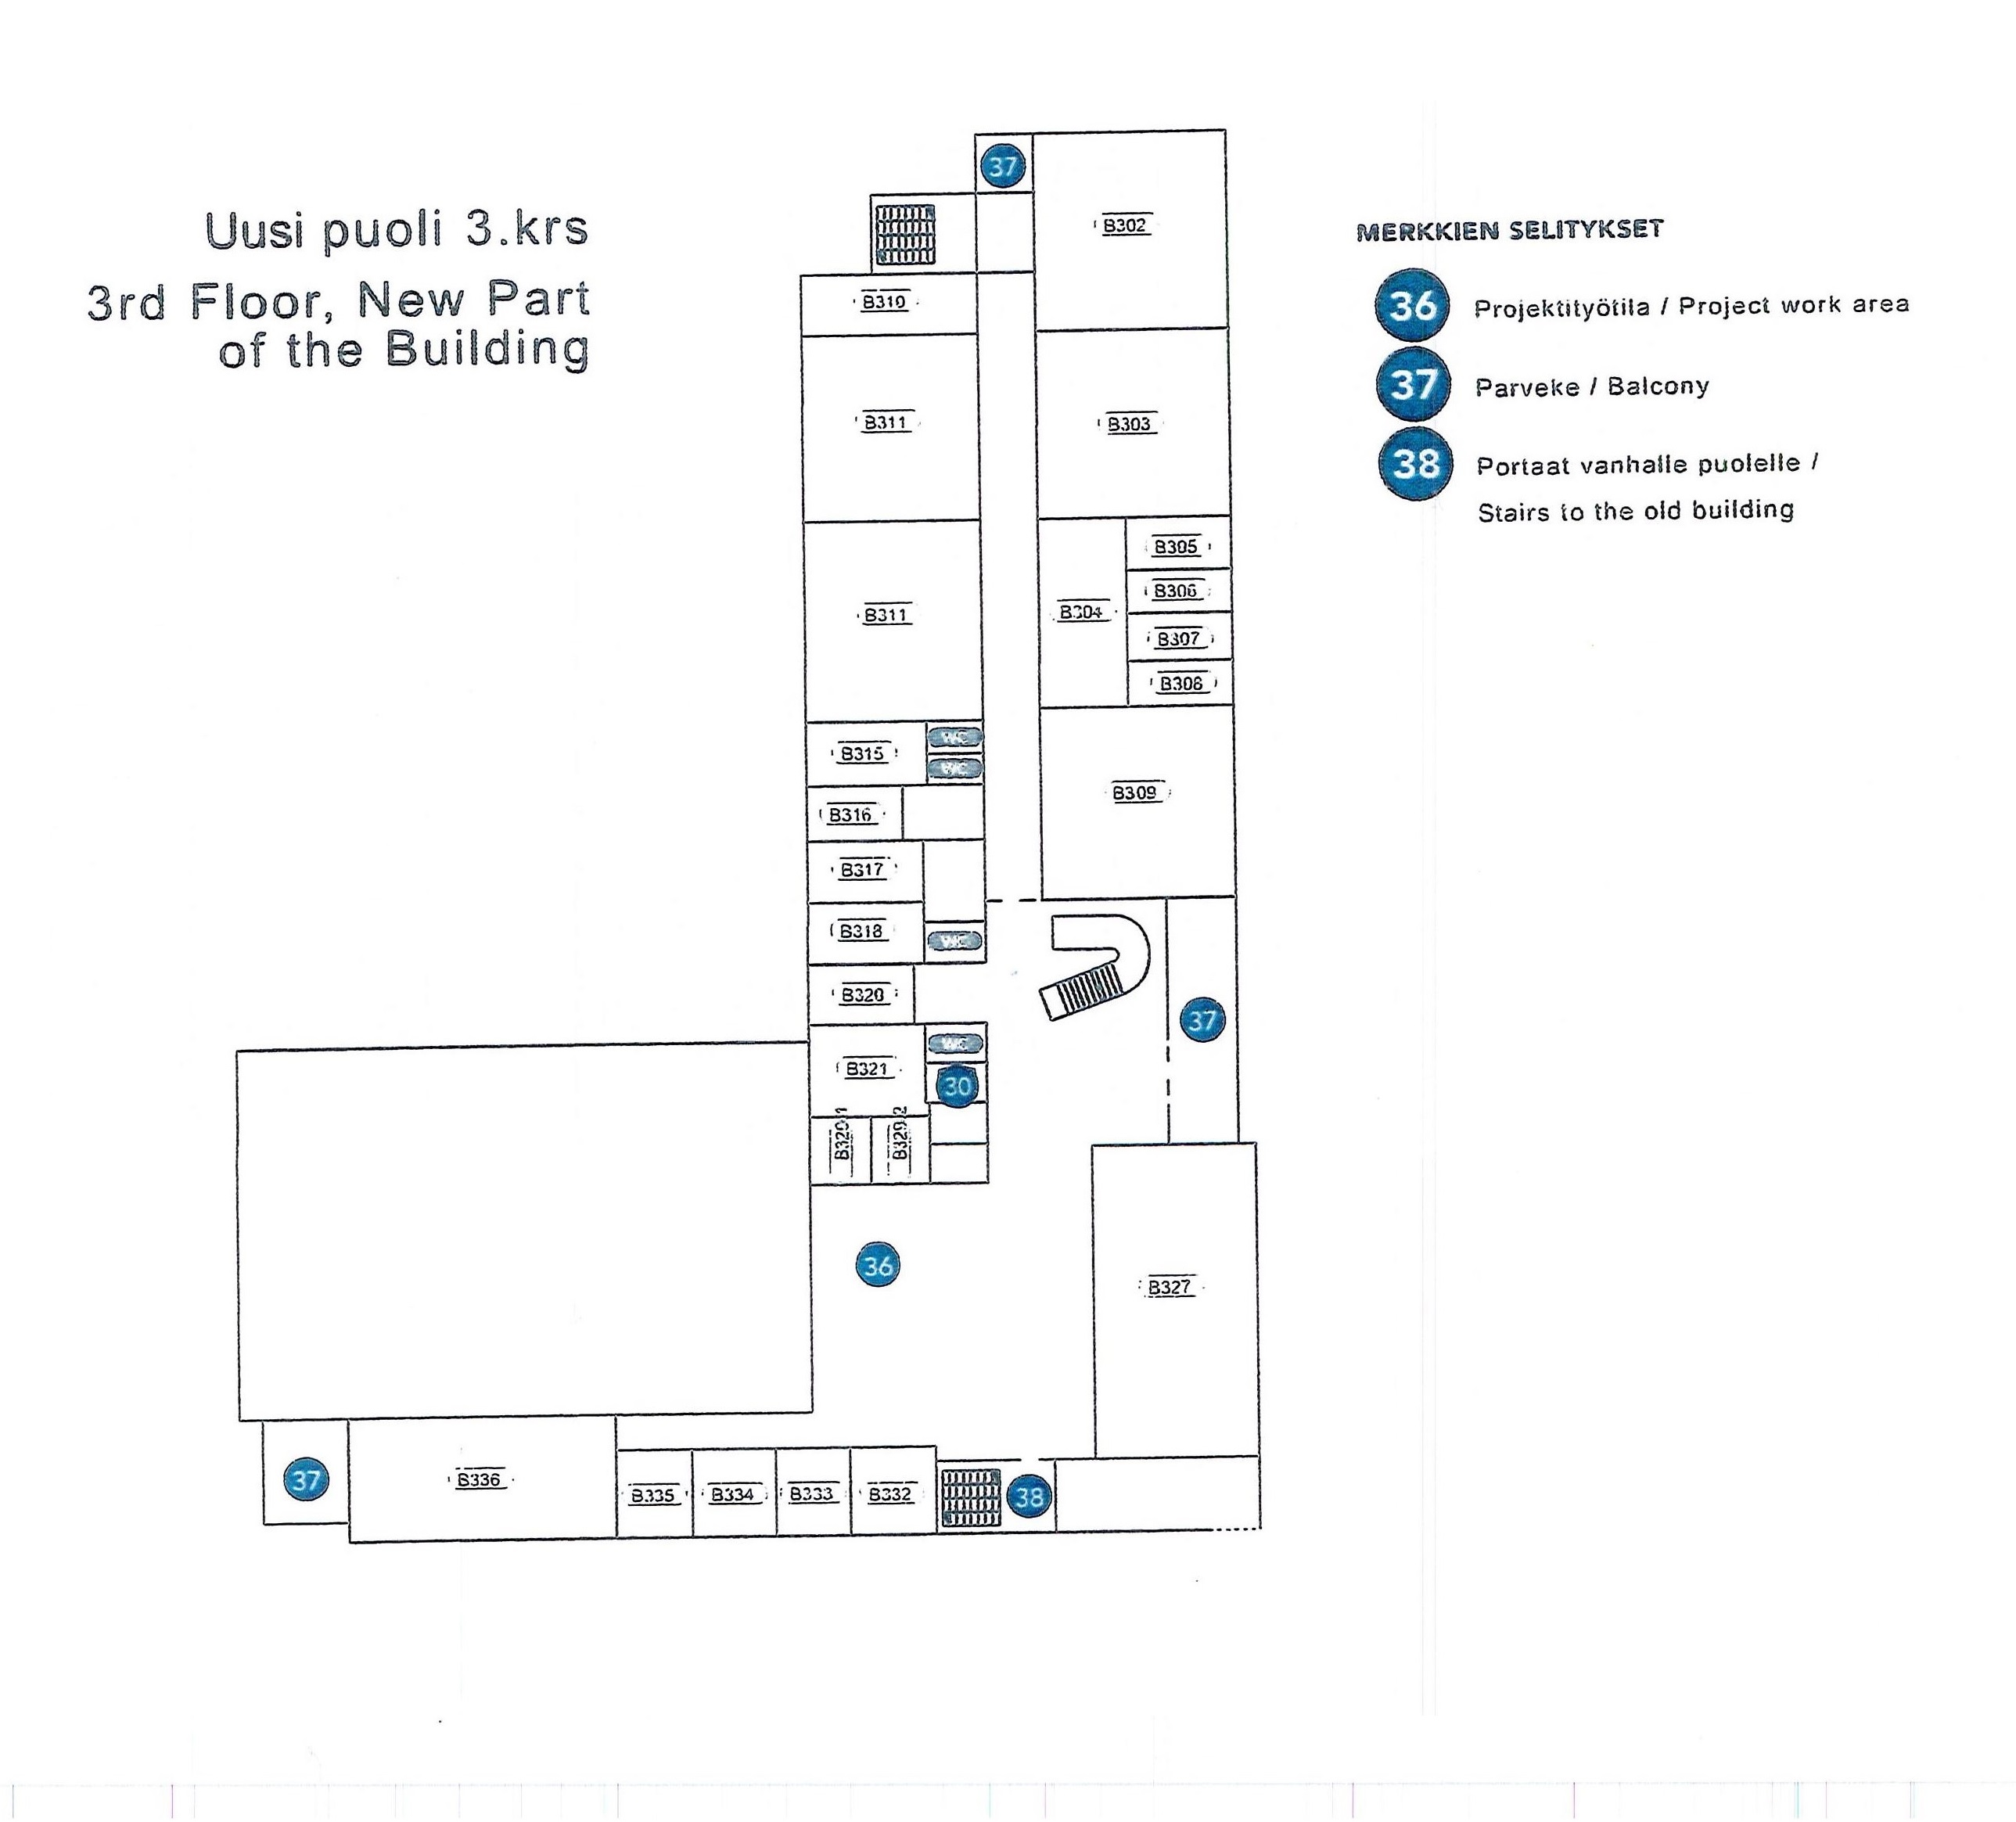 Uusi puoli 3.krs
3rd Floor, New Part
of the Building
MERKKIEN SELITYKSET
36 Projektityötila / Project work area
37 Parveke / Balcony
38 Portaat vanhalle puolelle /
Stairs to the old building
37
B302
B310
B311
B303
B305
B306
B311
B304
B307
B308
WC
B315
WC
B309
B316
B317
B318
WC
B320
37
WC
B321
30
B329.1
B329.2
36
B327
37
B336
B335
B334
B333
B332
38